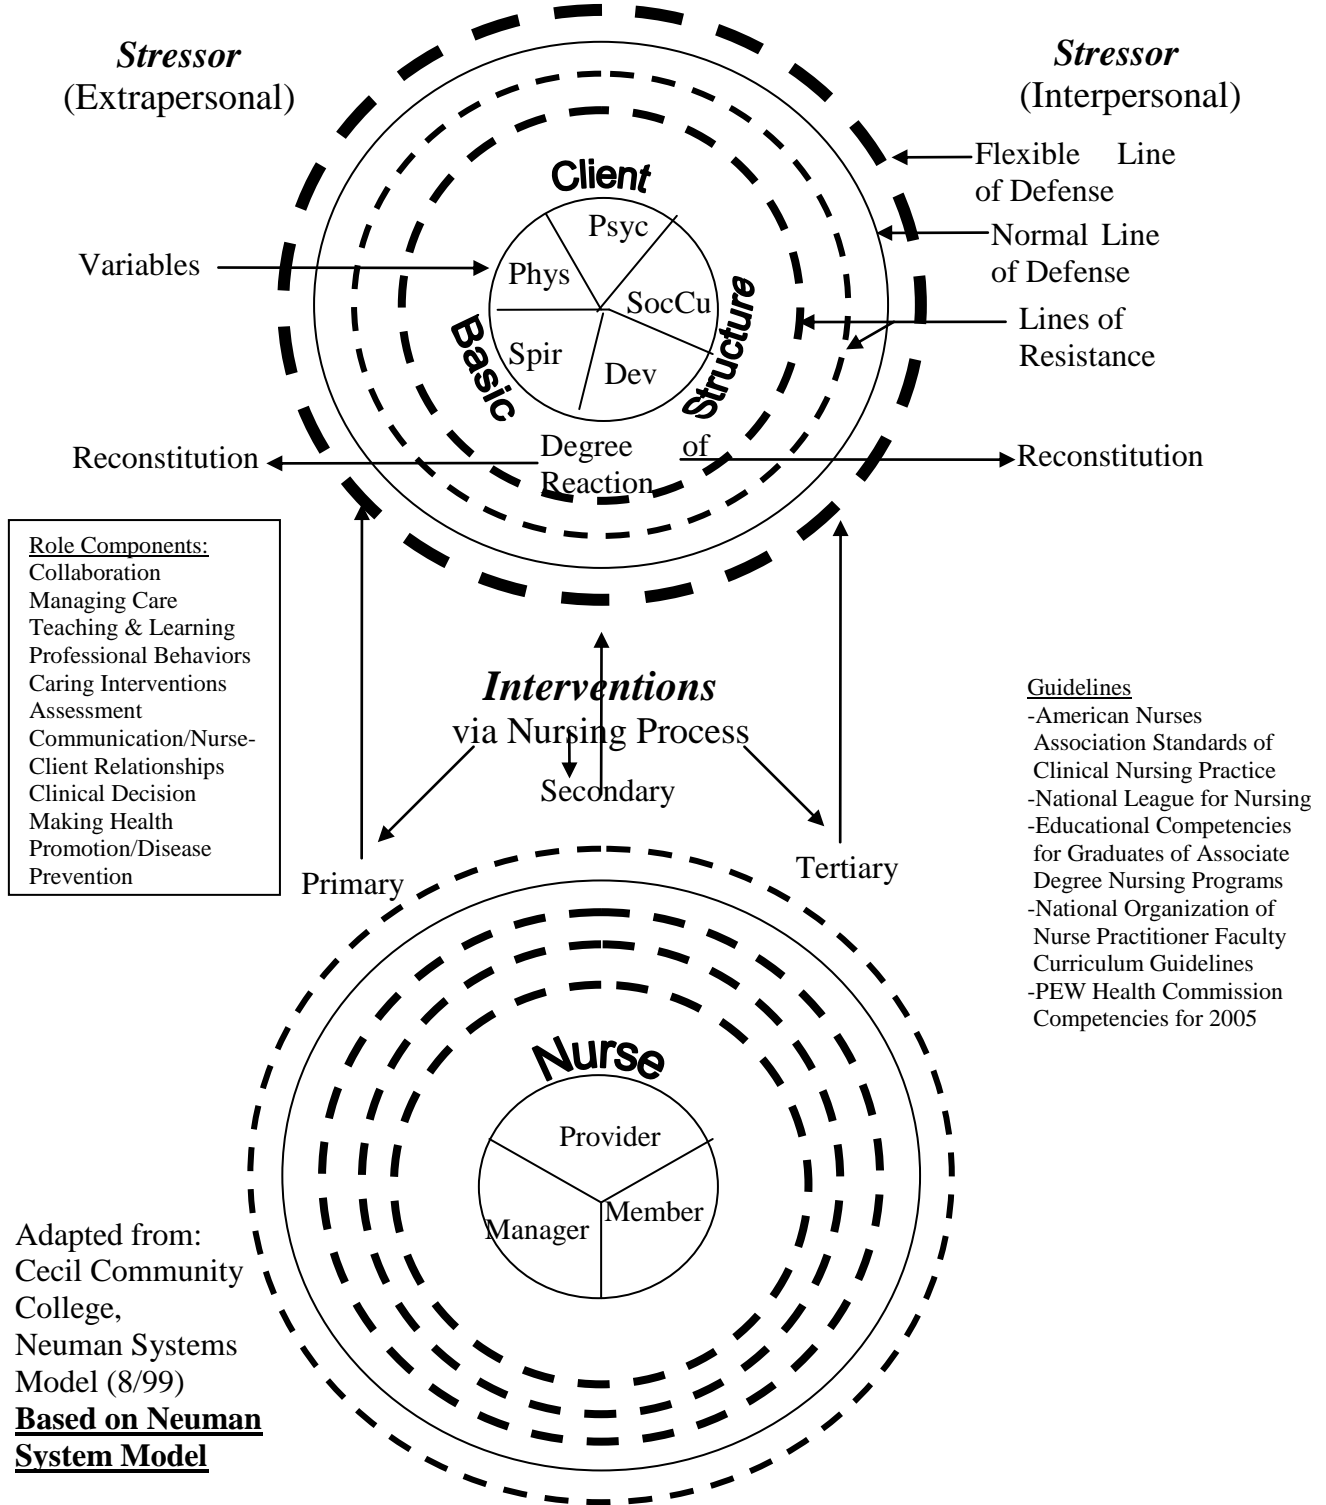 Stressor
(Extrapersonal)
Stressor
(Interpersonal)
Flexible Line
of Defense
Normal Line
of Defense
Lines of
Resistance
Client
Psyc
Phys
SocCu
Spir
Dev
Basic
Structure
Variables
Degree of
Reaction
Reconstitution
Reconstitution
Role Components:
Collaboration
Managing Care
Teaching & Learning
Professional Behaviors
Caring Interventions
Assessment
Communication/Nurse-
Client Relationships
Clinical Decision
Making Health
Promotion/Disease
Prevention
Interventions
via Nursing Process
Secondary
Primary
Tertiary
Guidelines
-American Nurses
Association Standards of
Clinical Nursing Practice
-National League for Nursing
-Educational Competencies
for Graduates of Associate
Degree Nursing Programs
-National Organization of
Nurse Practitioner Faculty
Curriculum Guidelines
-PEW Health Commission
Competencies for 2005
Nurse
Provider
Manager
Member
Adapted from:
Cecil Community
College,
Neuman Systems
Model (8/99)
Based on Neuman
System Model